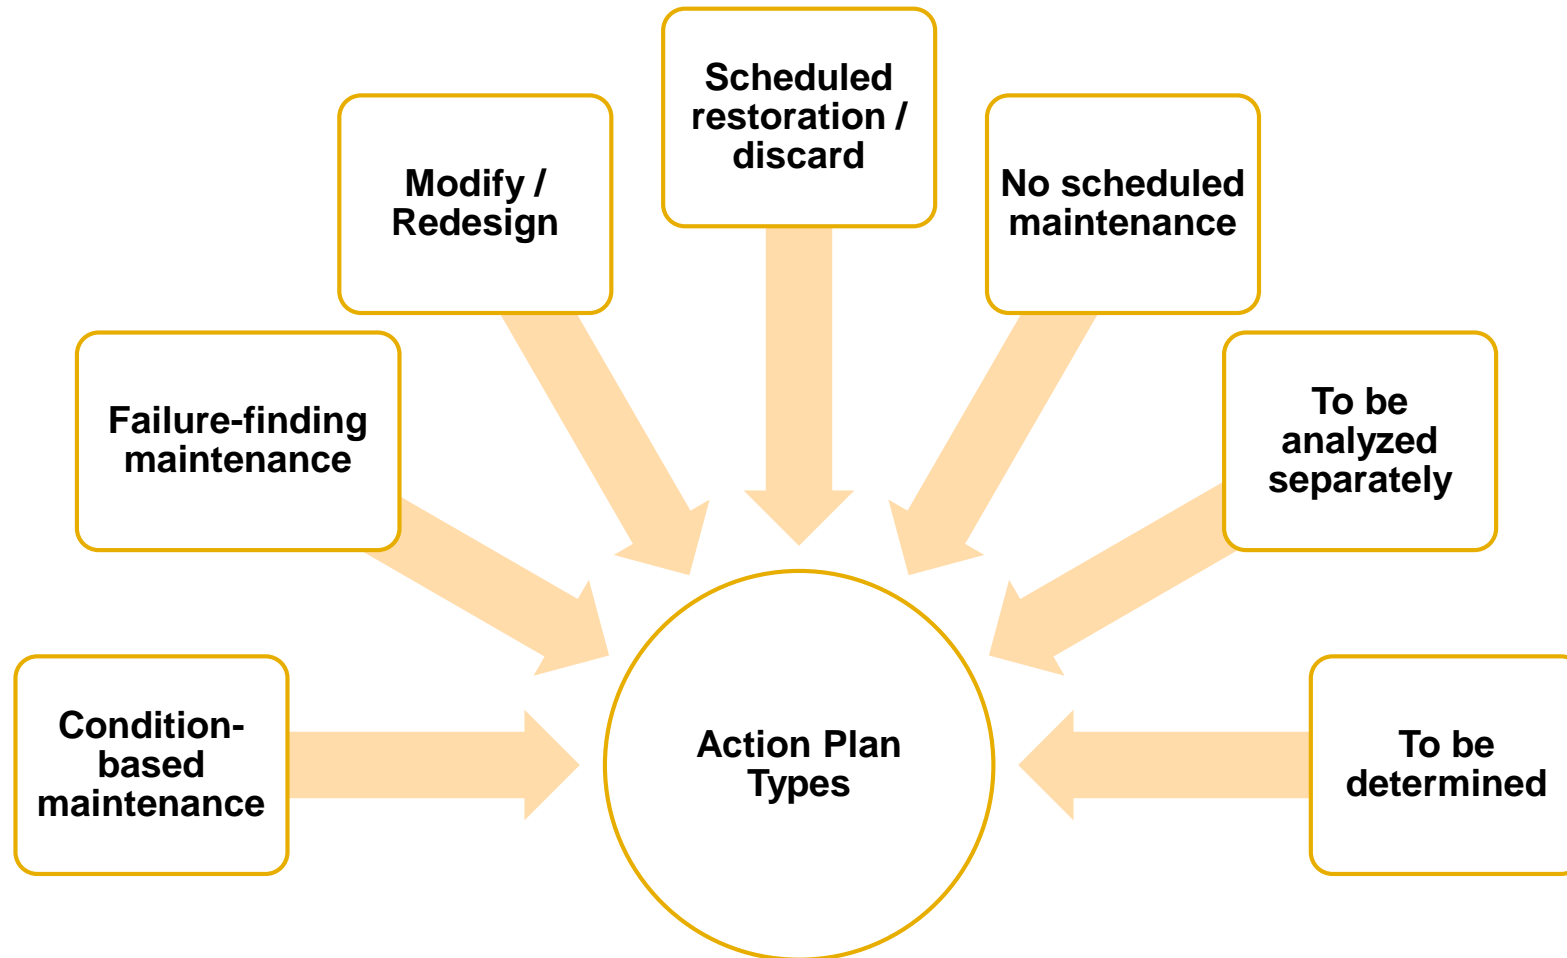 Scheduled
restoration /
discard
Modify /
Redesign
No scheduled
maintenance
Failure-finding
maintenance
To be
analyzed
separately
Condition-
based
maintenance
Action Plan
Types
To be
determined